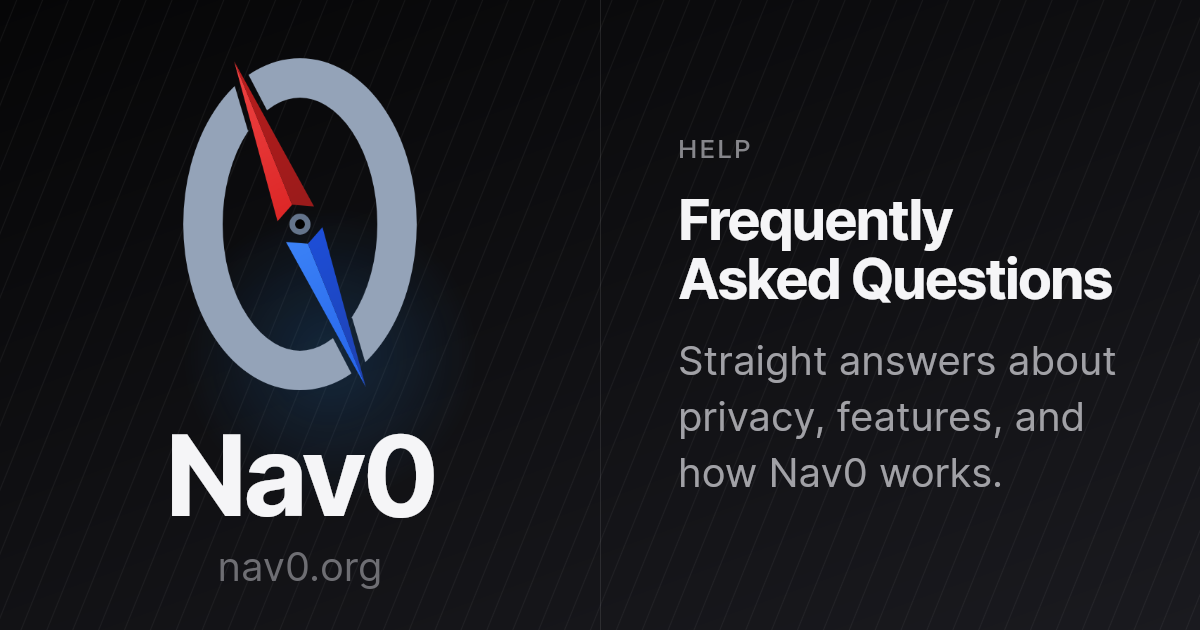 Nav0
nav0.org
HELP
Frequently
Asked Questions
Straight answers about
privacy, features, and
how Nav0 works.